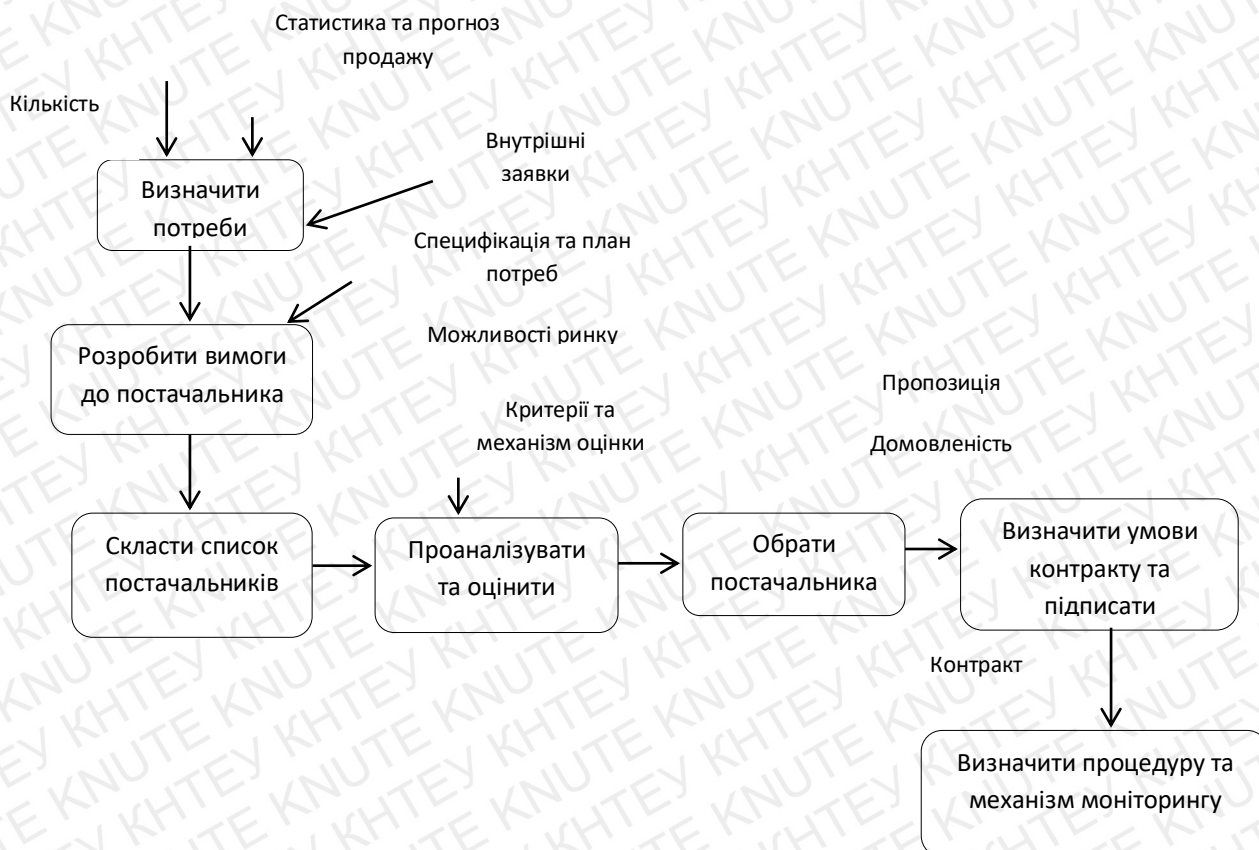 Статистика та прогноз
продажу
Кількість
Внутрішні
заявки
Визначити
потреби
Специфікація та план
потреб
Можливості ринку
Розробити вимоги
до постачальника
Пропозиція
Критерії та
механізм оцінки
Домовленість
Скласти список
постачальників
Проаналізувати
та оцінити
Обрати
постачальника
Визначити умови
контракту та
підписати
Контракт
Визначити процедуру та
механізм моніторингу